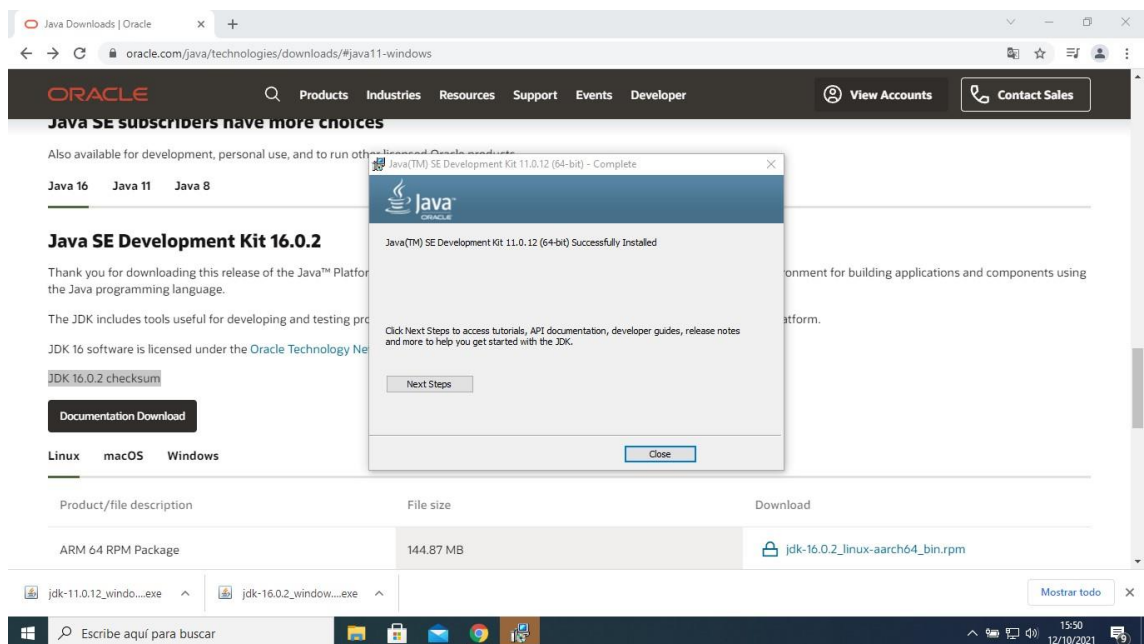 Java Downloads | Oracle
oracle.com/java/technologies/downloads/#java11-windows
ORACLE Products Industries Resources Support Events Developer View Accounts Contact Sales
Java SE subscribers have more choices
Also available for development, personal use, and to run other licensed Oracle products
Java 16 Java 11 Java 8
Java SE Development Kit 16.0.2
Thank you for downloading this release of the Java™ Platfor
onment for building applications and components using
the Java programming language.
The JDK includes tools useful for developing and testing pro
atform.
JDK 16 software is licensed under the Oracle Technology Ne
JDK 16.0.2 checksum
Documentation Download
Linux macOS Windows
Java(TM) SE Development Kit 11.0.12 (64-bit) - Complete
Java
ORACLE
Java(TM) SE Development Kit 11.0.12 (64-bit) Successfully Installed
Click Next Steps to access tutorials, API documentation, developer guides, release notes
and more to help you get started with the JDK.
Next Steps
Close
Product/file description File size Download
ARM 64 RPM Package 144.87 MB jdk-16.0.2_linux-aarch64_bin.rpm
jdk-11.0.12_windo....exe jdk-16.0.2_window....exe Mostrar todo
Escribe aquí para buscar
15:50
12/10/2021